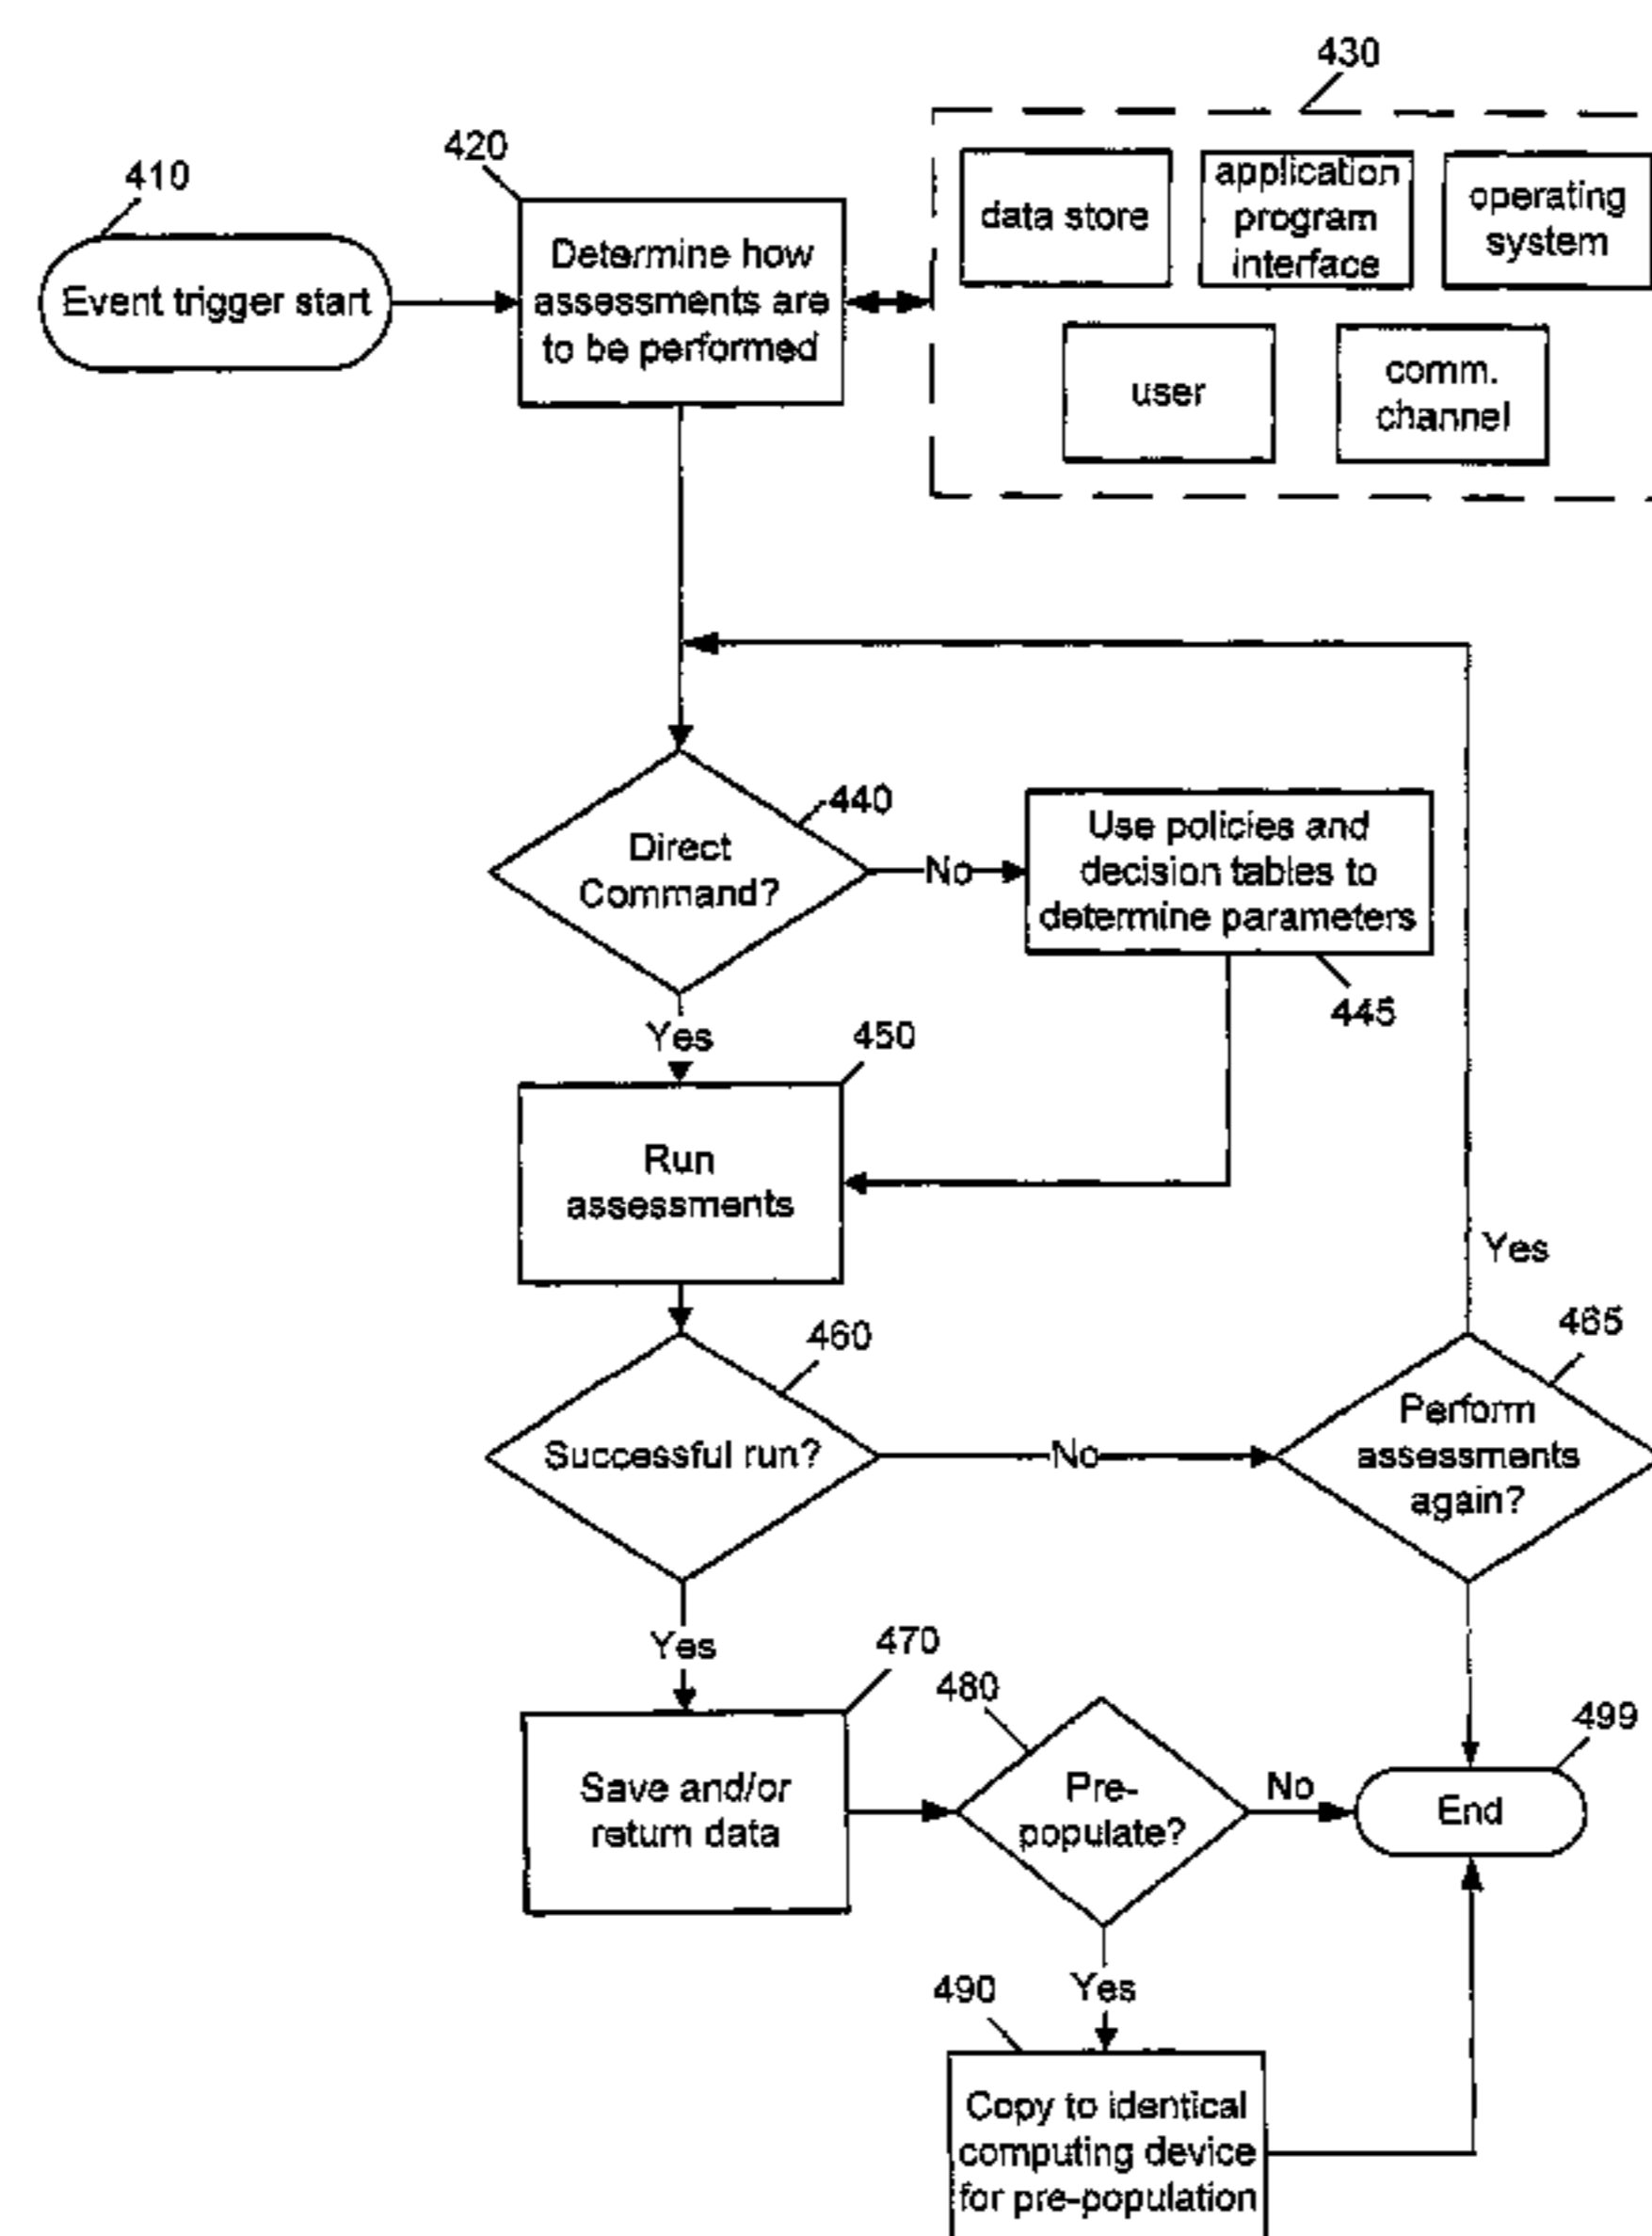 430
420
410
data store
application
program
interface
operating
system
Event trigger start
Determine how
assessments are
to be performed
user
comm.
channel
440
Direct
Command?
No
Use policies and
decision tables to
determine parameters
445
Yes
450
Run
assessments
Yes
460
465
Successful run?
No
Perform
assessments
again?
Yes
470
480
499
Save and/or
return data
Pre-
populate?
No
End
490
Yes
Copy to identical
computing device
for pre-population